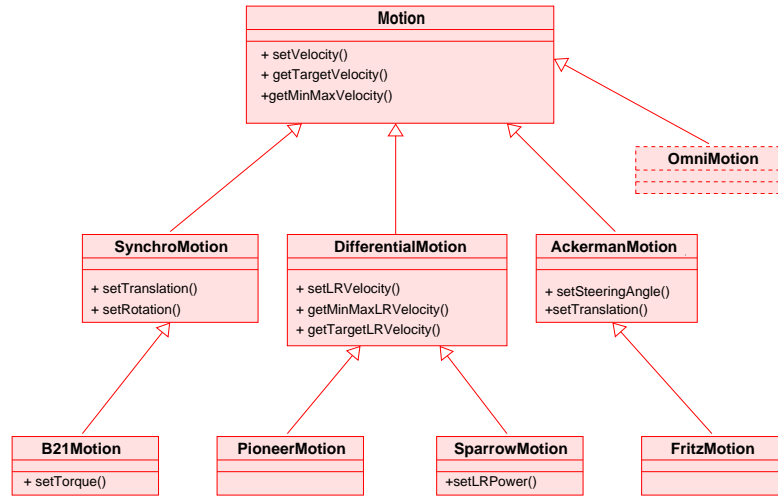 Motion
+ setVelocity()
+ getTargetVelocity()
+getMinMaxVelocity()
OmniMotion
SynchroMotion
+ setTranslation()
+ setRotation()
DifferentialMotion
+ setLRVelocity()
+ getMinMaxLRVelocity()
+ getTargetLRVelocity()
AckermanMotion
+ setSteeringAngle()
+setTranslation()
B21Motion
+ setTorque()
PioneerMotion
SparrowMotion
+setLRPower()
FritzMotion